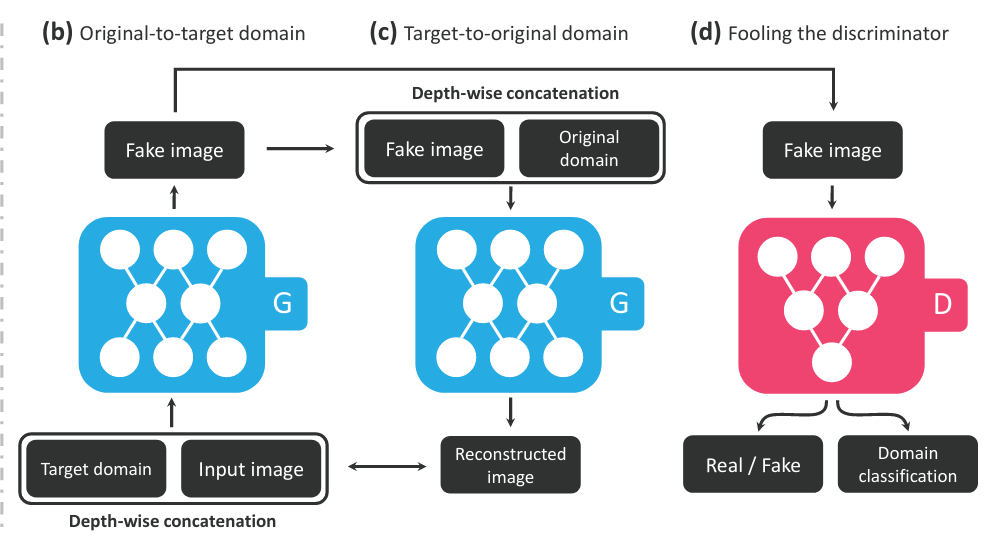 (b) Original-to-target domain
(c) Target-to-original domain
(d) Fooling the discriminator
Depth-wise concatenation
Fake image
Fake image
Original
domain
Fake image
G
G
D
Target domain
Input image
Reconstructed
image
Real / Fake
Domain
classification
Depth-wise concatenation